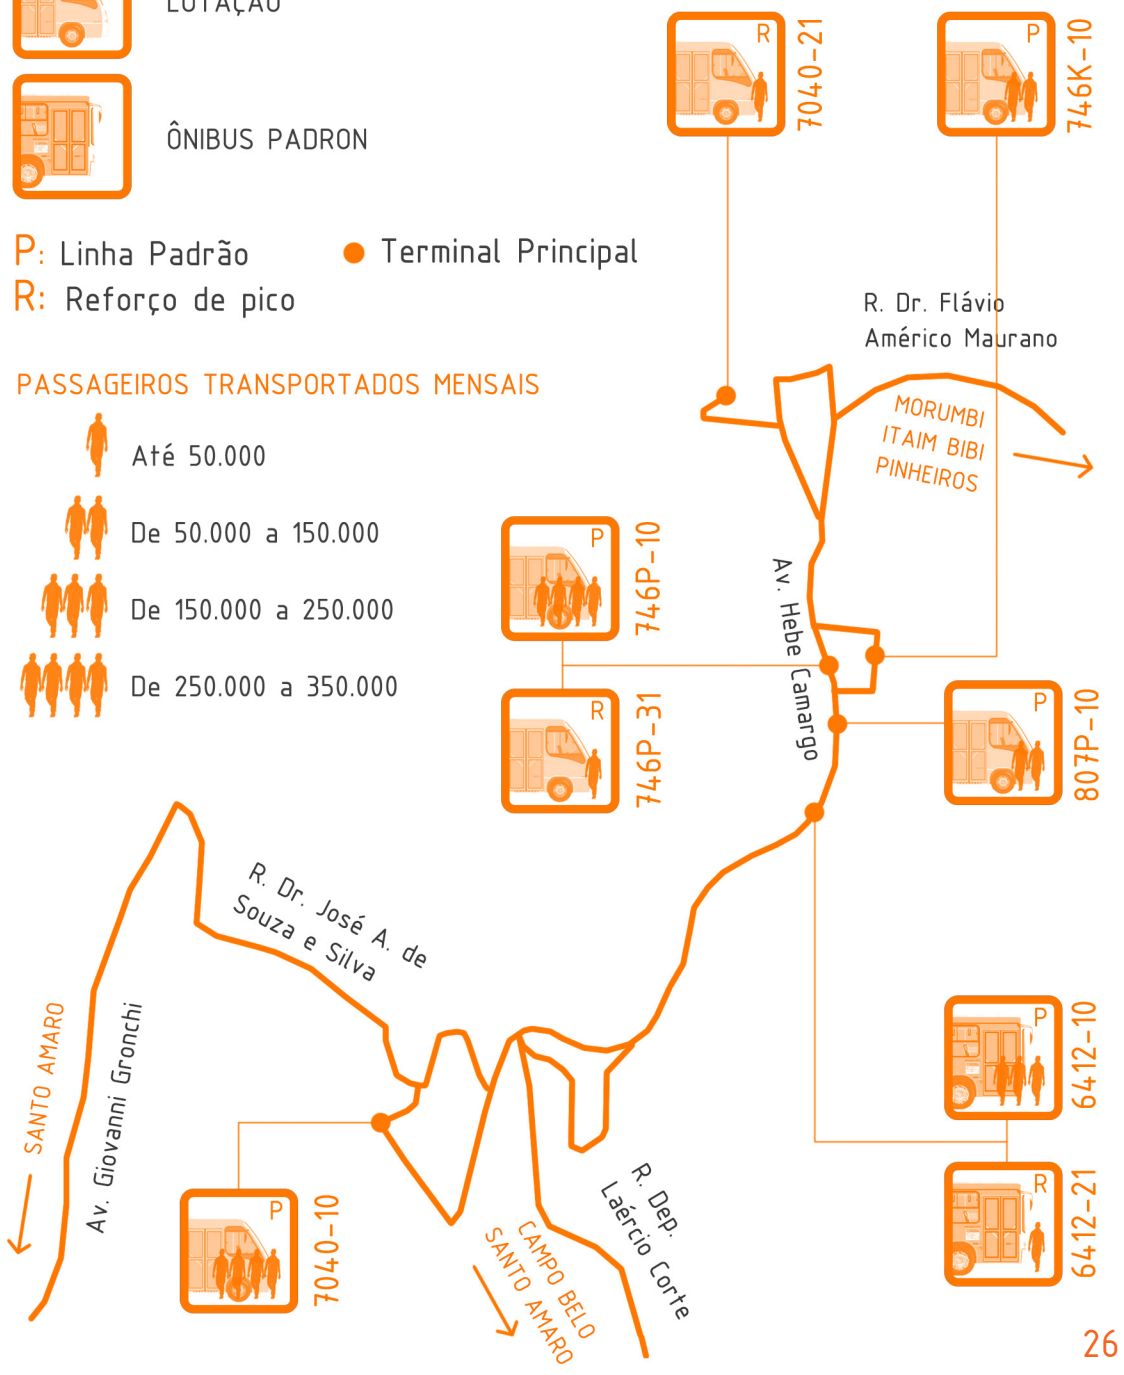 LOTAÇÃO
ÔNIBUS PADRON
P: Linha Padrão
Terminal Principal
R: Reforço de pico
PASSAGEIROS TRANSPORTADOS MENSAIS
Até 50.000
De 50.000 a 150.000
De 150.000 a 250.000
De 250.000 a 350.000
R
7040-21
P
746K-10
R. Dr. Flávio
Américo Maurano
MORUMBI
ITAIM BIBI
PINHEIROS
P
746P-10
R
746P-31
Av. Hebe Camargo
P
807P-10
R. Dr. José A. de
Souza e Silva
SANTO AMARO
Av. Giovanni Gronchi
P
7040-10
CAMPO BELO
SANTO AMARO
R. Dep.
Laércio Corte
P
6412-10
R
6412-21
26